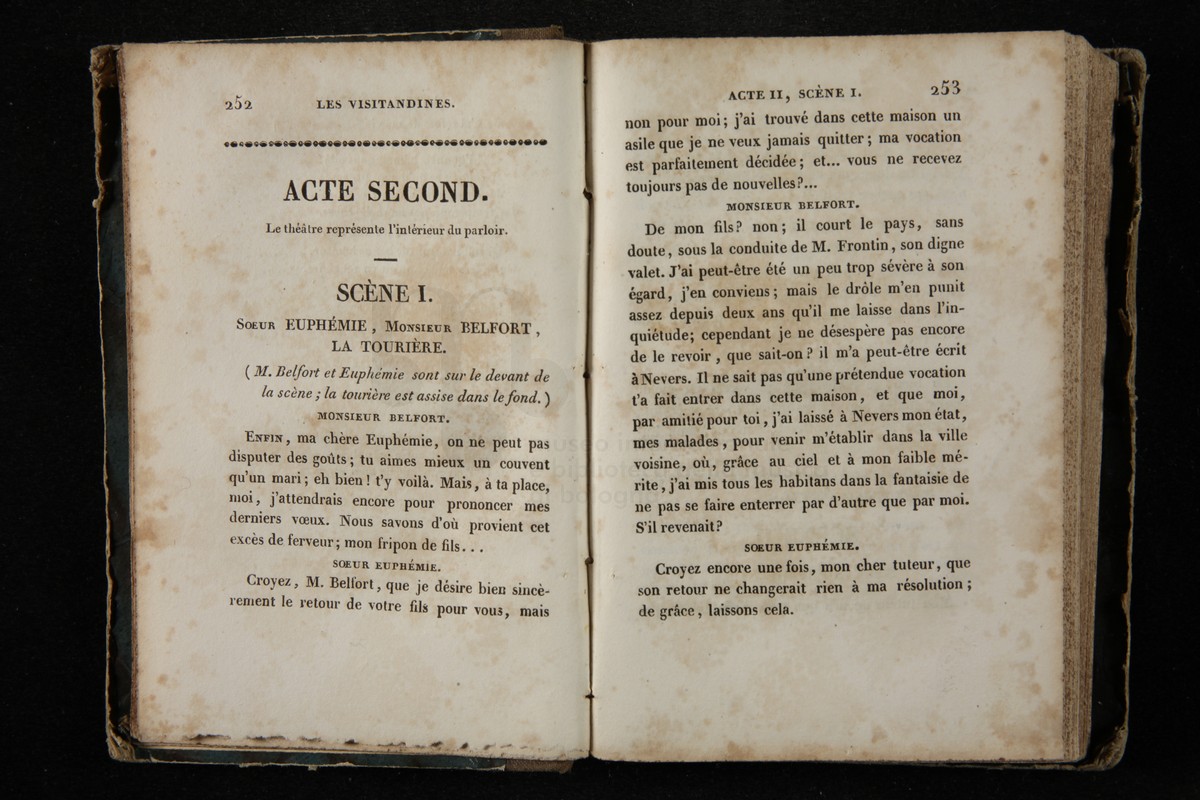 252
LES VISITANDINES.
ACTE SECOND.
Le théâtre représente l'intérieur du parloir.
SCÈNE I.
Soeur EUPHÉMIE, Monsieur BELFORT,
LA TOURIÈRE.
(M. Belfort et Euphémie sont sur le devant de
la scène; la tourière est assise dans le fond.)
MONSIEUR BELFORT.
Enfin, ma chère Euphémie, on ne peut pas
disputer des goûts; tu aimes mieux un couvent
qu'un mari; eh bien! t'y voilà. Mais, à ta place,
moi, j'attendrais encore pour prononcer mes
derniers vœux. Nous savons d'où provient cet
excès de ferveur; mon fripon de fils...
SOEUR EUPHÉMIE.
Croyez, M. Belfort, que je désire bien sincè-
rement le retour de votre fils pour vous, mais
ACTE II, SCÈNE I.
253
non pour moi; j'ai trouvé dans cette maison un
asile que je ne veux jamais quitter; ma vocation
est parfaitement décidée; et... vous ne recevez
toujours pas de nouvelles?...
MONSIEUR BELFORT.
De mon fils? non; il court le pays, sans
doute, sous la conduite de M. Frontin, son digne
valet. J'ai peut-être été un peu trop sévère à son
égard, j'en conviens; mais le drôle m'en punit
assez depuis deux ans qu'il me laisse dans l'in-
quiétude; cependant je ne désespère pas encore
de le revoir, que sait-on? il m'a peut-être écrit
à Nevers. Il ne sait pas qu'une prétendue vocation
t'a fait entrer dans cette maison, et que moi,
par amitié pour toi, j'ai laissé à Nevers mon état,
mes malades, pour venir m'établir dans la ville
voisine, où, grâce au ciel et à mon faible mé-
rite, j'ai mis tous les habitans dans la fantaisie de
ne pas se faire enterrer par d'autre que par moi.
S'il revenait?
SOEUR EUPHÉMIE.
Croyez encore une fois, mon cher tuteur, que
son retour ne changerait rien à ma résolution;
de grâce, laissons cela.